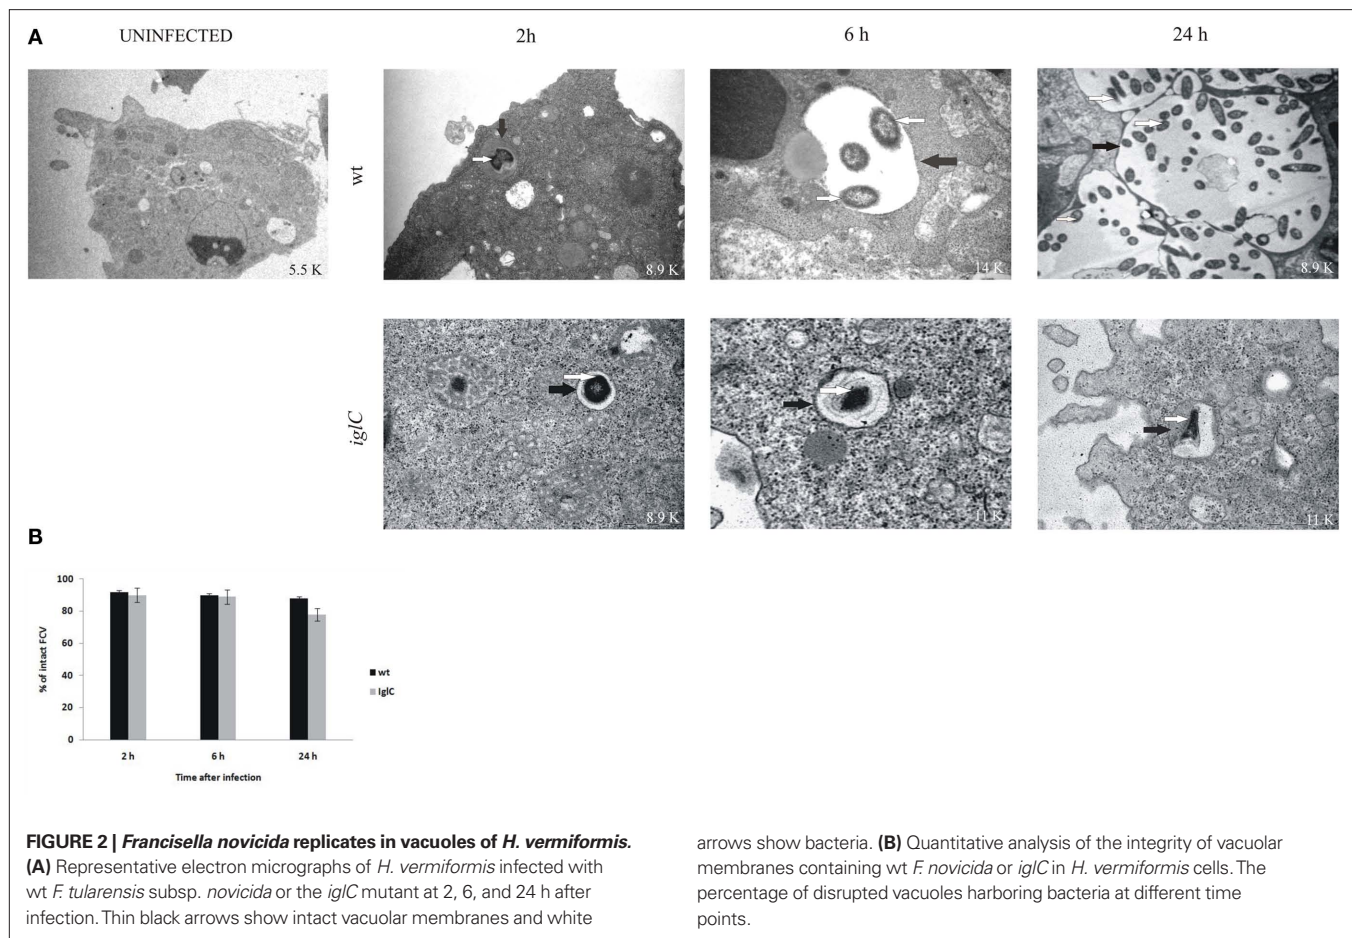 A
UNINFECTED
2h
6 h
24 h
wt
5.5 K
8.9 K
14 K
8.9 K
iglC
8.9 K
11 K
11 K
B
100
80
60
40
20
0
% of intact FCV
2 h
6 h
24 h
Time after infection
wt
IglC
FIGURE 2 | Francisella novicida replicates in vacuoles of H. vermiformis.
(A) Representative electron micrographs of H. vermiformis infected with
wt F. tularensis subsp. novicida or the iglC mutant at 2, 6, and 24 h after
infection. Thin black arrows show intact vacuolar membranes and white
arrows show bacteria. (B) Quantitative analysis of the integrity of vacuolar
membranes containing wt F. novicida or iglC in H. vermiformis cells. The
percentage of disrupted vacuoles harboring bacteria at different time
points.